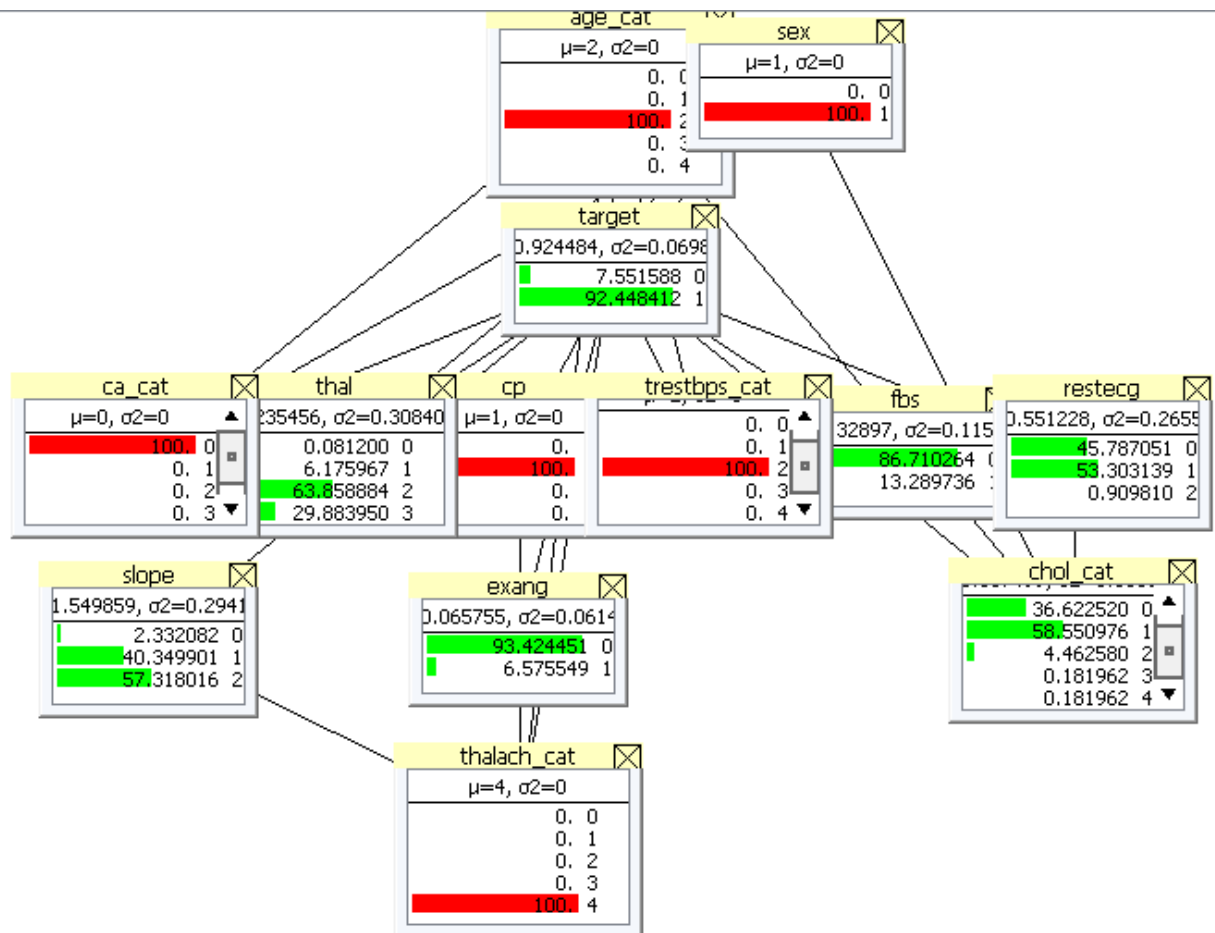 age_cat
μ=2, σ2=0
0. 0
0. 1
100. 2
0. 3
0. 4
sex
μ=1, σ2=0
0. 0
100. 1
target
0.924484, σ2=0.0698
7.551588 0
92.448412 1
ca_cat
μ=0, σ2=0
100. 0
0. 1
0. 2
0. 3
thal
235456, σ2=0.30840
0.081200 0
6.175967 1
63.858884 2
29.883950 3
cp
μ=1, σ2=0
0.
100.
0.
0.
trestbps_cat
0. 0
0. 1
100. 2
0. 3
0. 4
fbs
32897, σ2=0.115
86.710264 0
13.289736
restecg
0.551228, σ2=0.2655
45.787051 0
53.303139 1
0.909810 2
slope
1.549859, σ2=0.2941
2.332082 0
40.349901 1
57.318016 2
exang
0.065755, σ2=0.0614
93.424451 0
6.575549 1
chol_cat
36.622520 0
58.550976 1
4.462580 2
0.181962 3
0.181962 4
thalach_cat
μ=4, σ2=0
0. 0
0. 1
0. 2
0. 3
100. 4